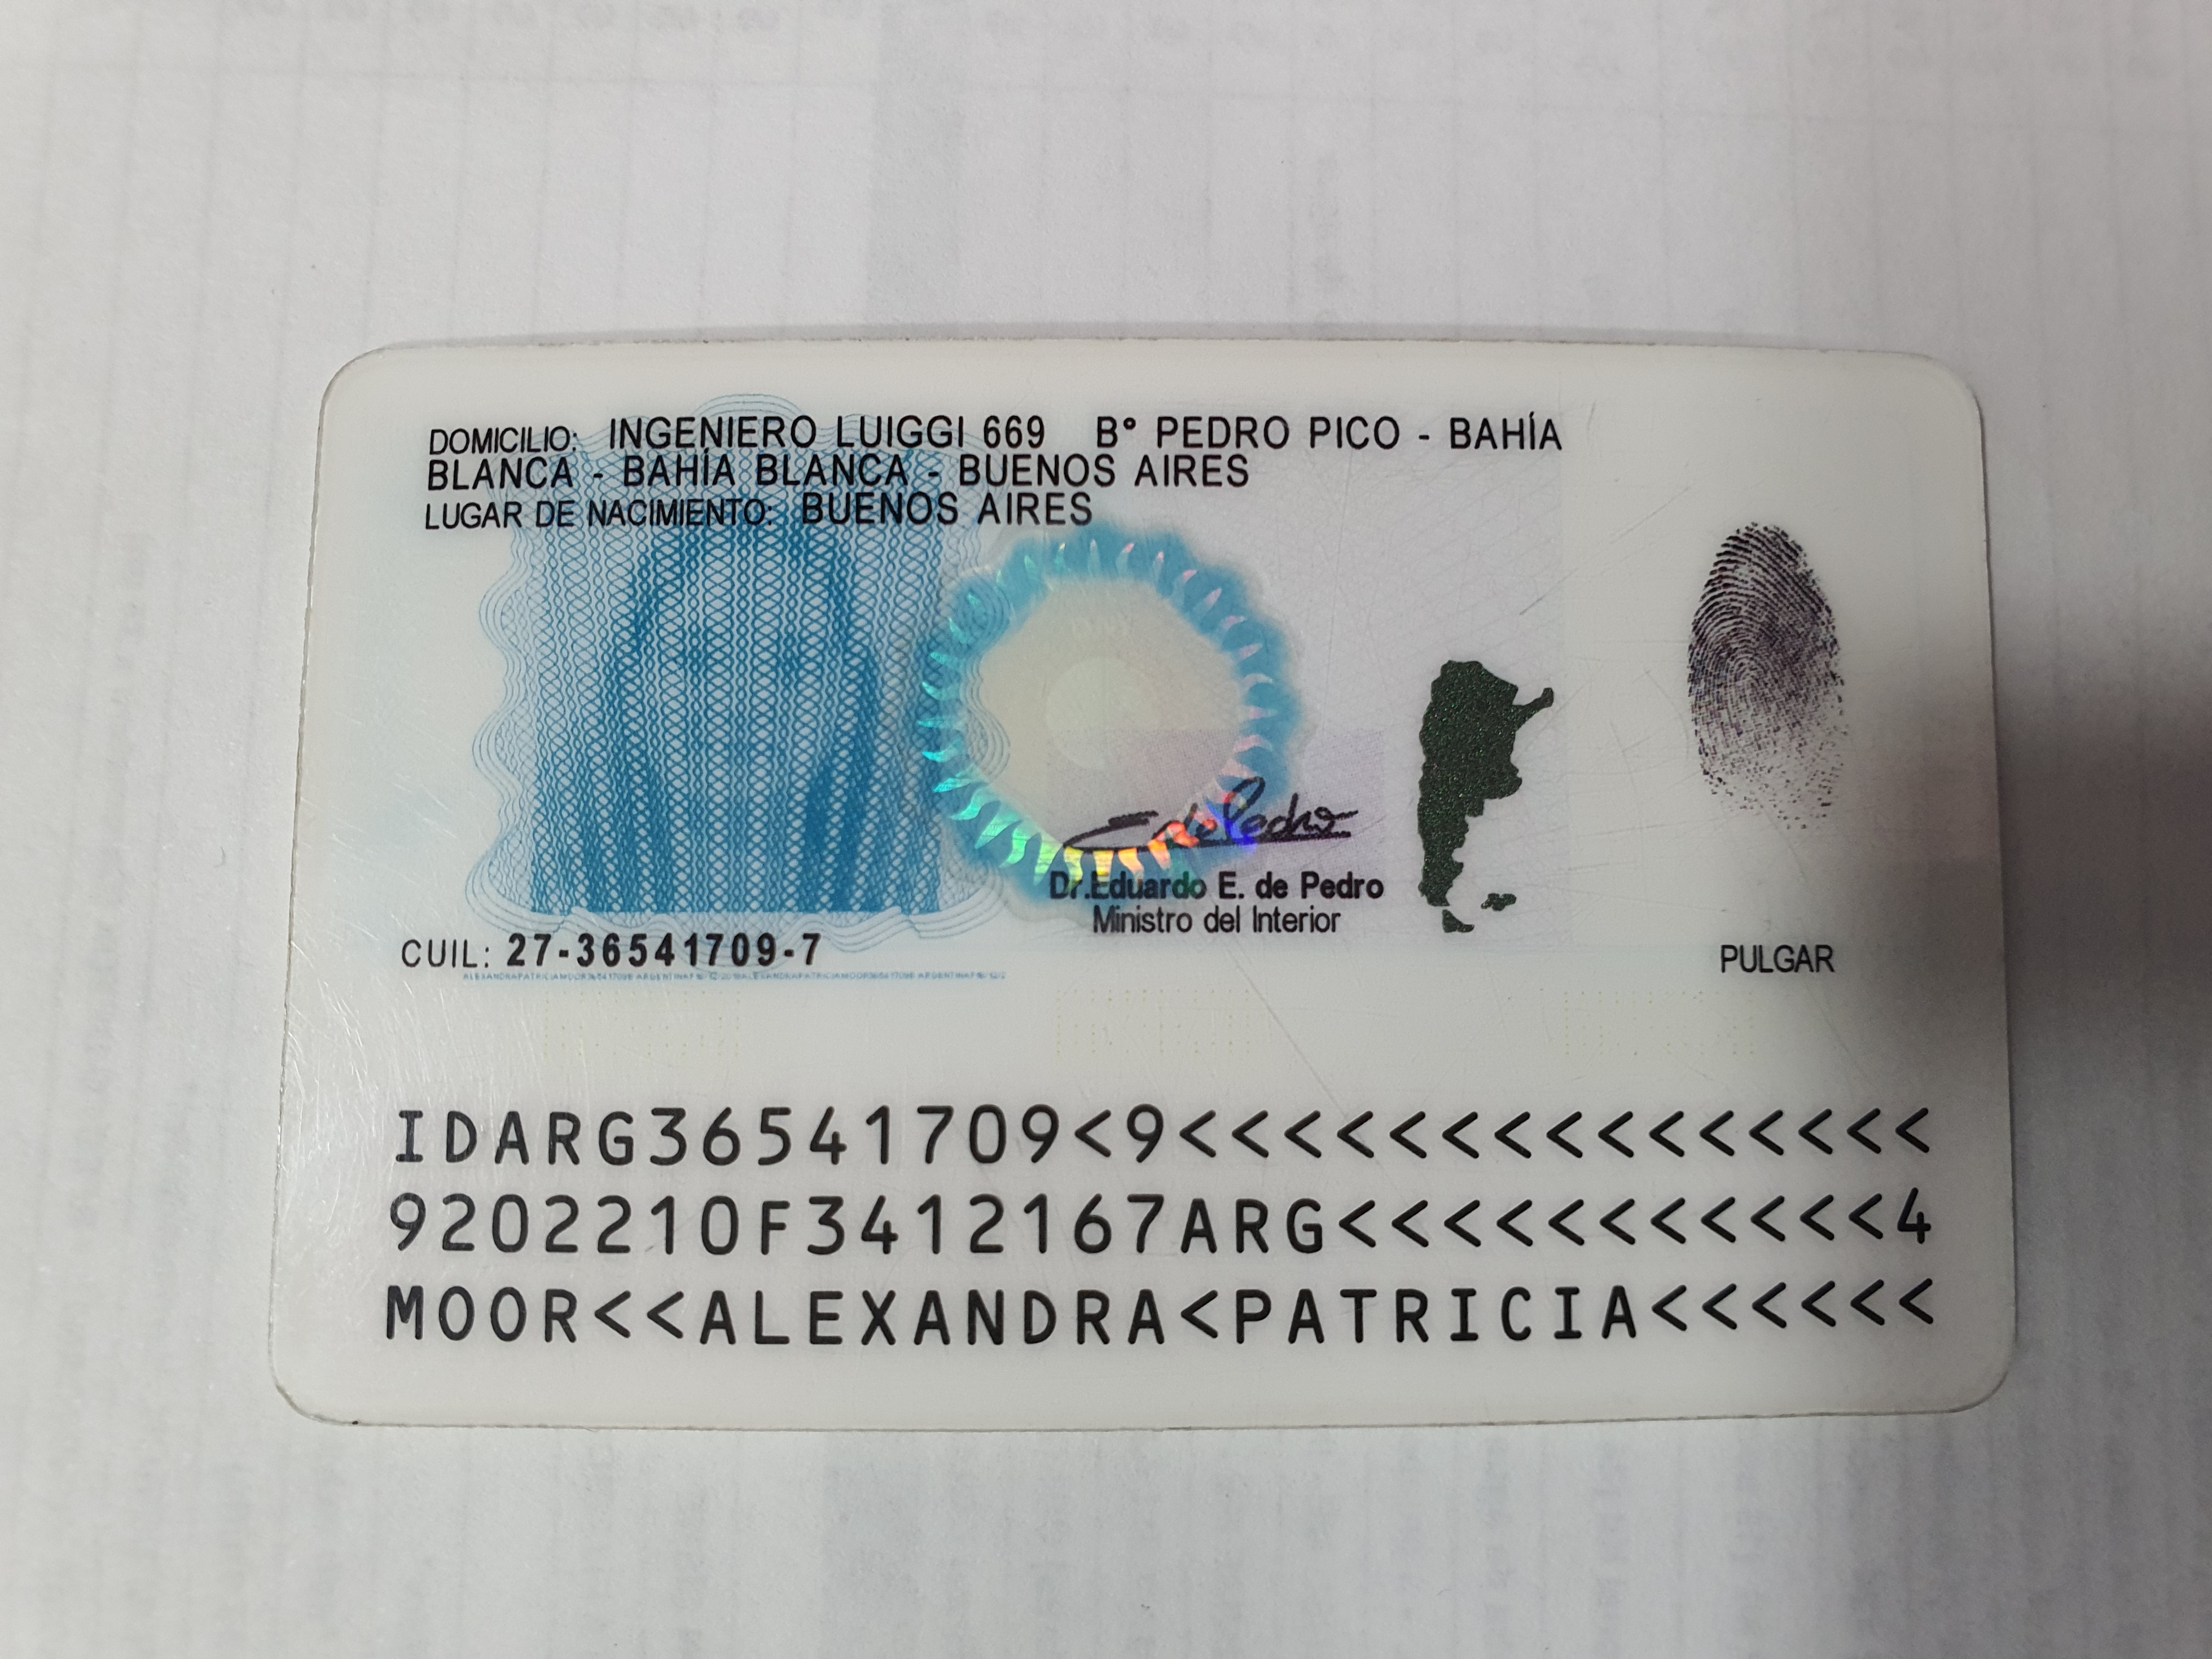 DOMICILIO: INGENIERO LUIGGI 669 B° PEDRO PICO - BAHÍA
BLANCA - BAHÍA BLANCA - BUENOS AIRES
LUGAR DE NACIMIENTO: BUENOS AIRES
Dr.Eduardo E. de Pedro
Ministro del Interior
CUIL: 27-36541709-7
PULGAR
IDARG36541709<9<<<<<<<<<<<<<<<
9202210F3412167ARG<<<<<<<<<<<4
MOOR<<ALEXANDRA<PATRICIA<<<<<<